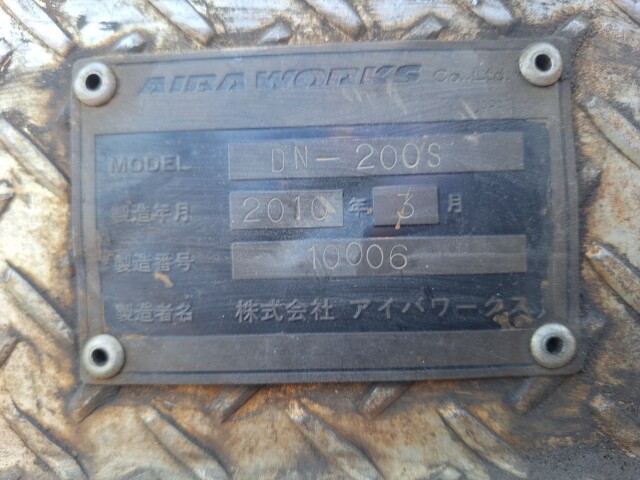 AIBA WORKS Co.,Ltd.
MODEL DN-200S
製造年月 2010 年 3 月
製造番号 10006
製造者名 株式会社 アイバワークス